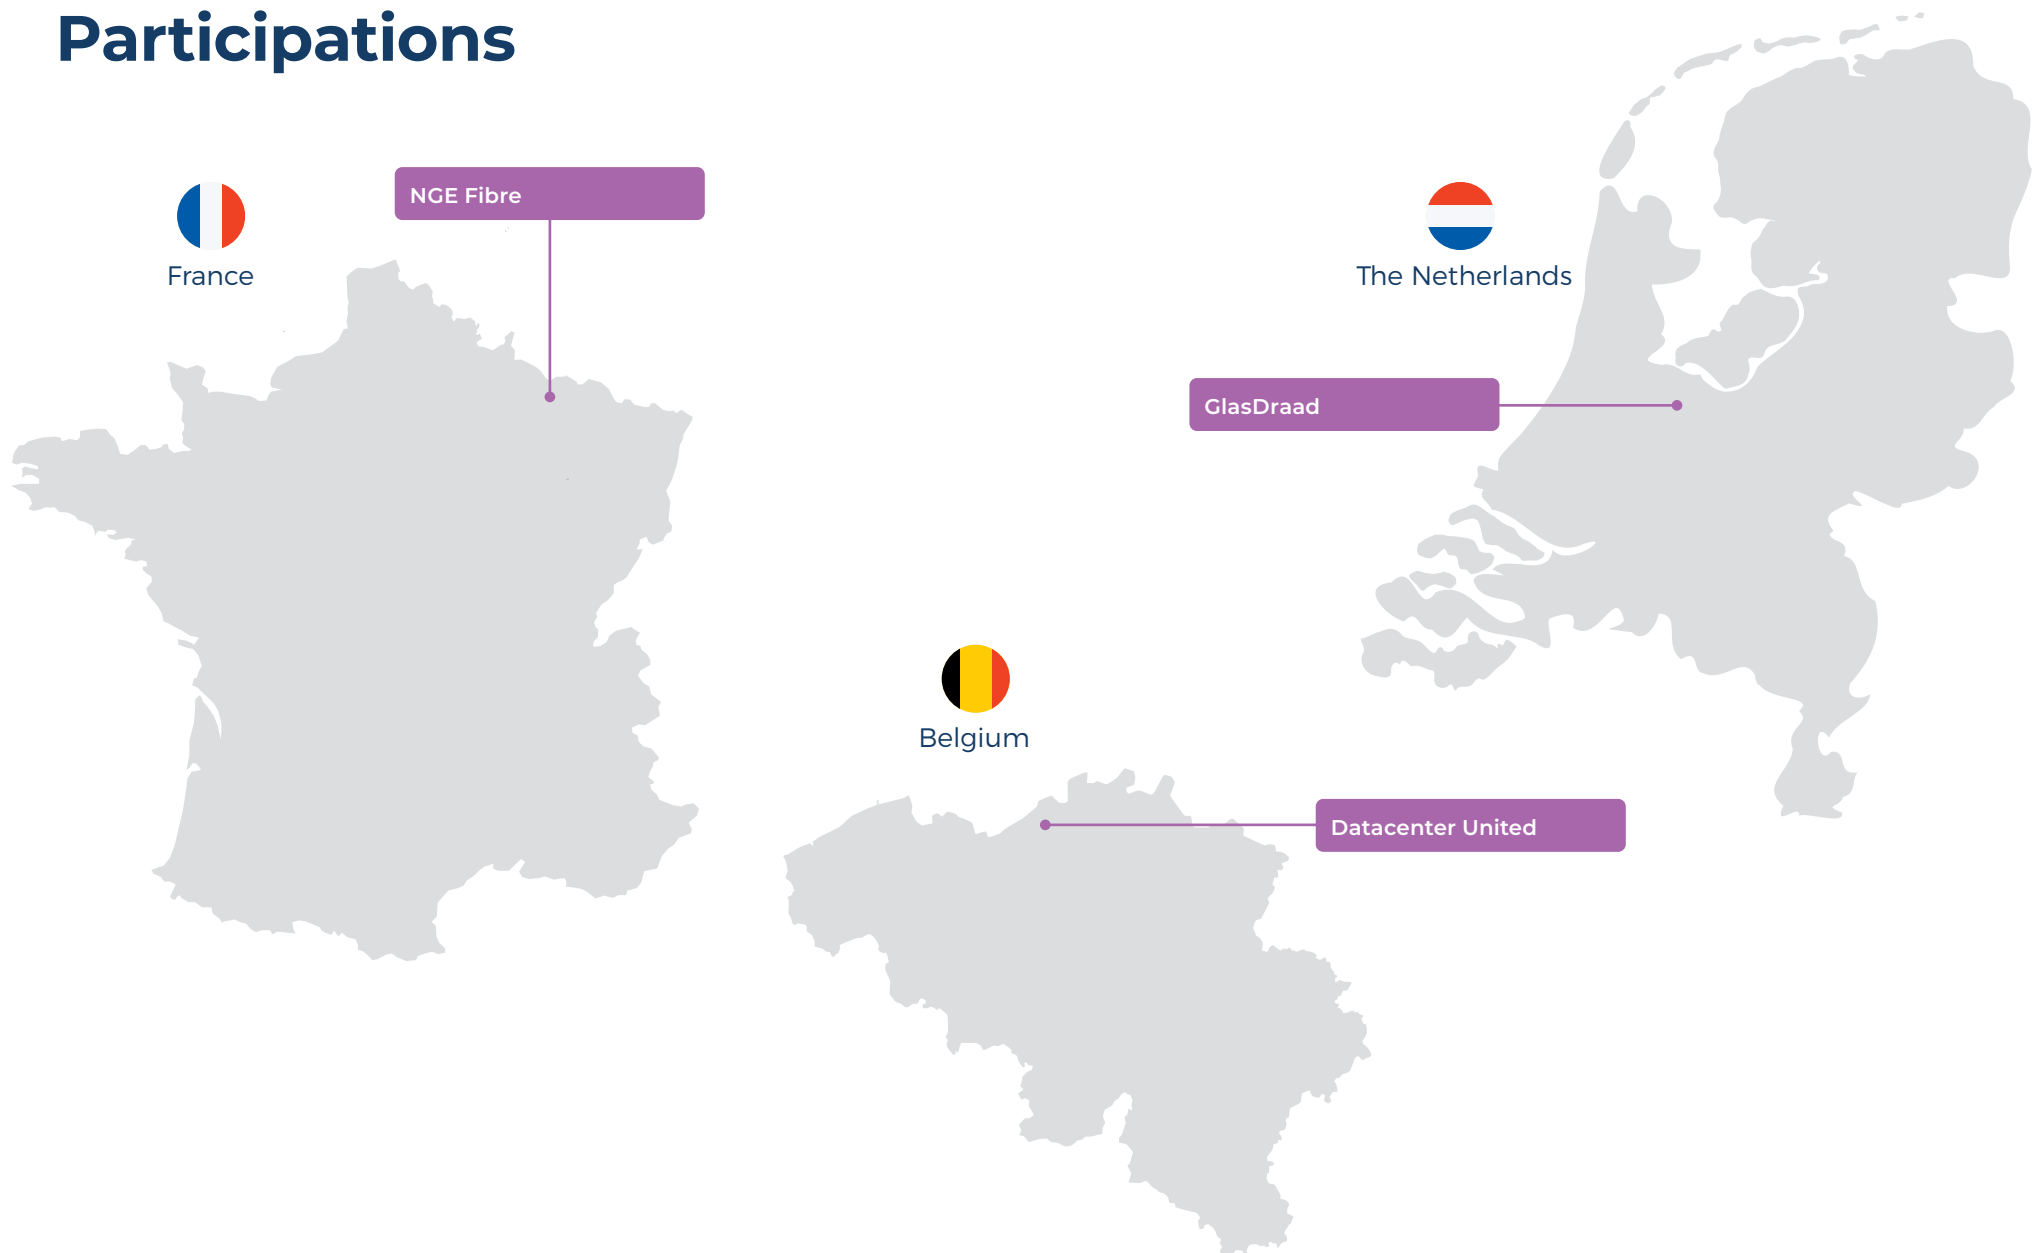 Participations
NGE Fibre
France
The Netherlands
GlasDraad
Belgium
Datacenter United